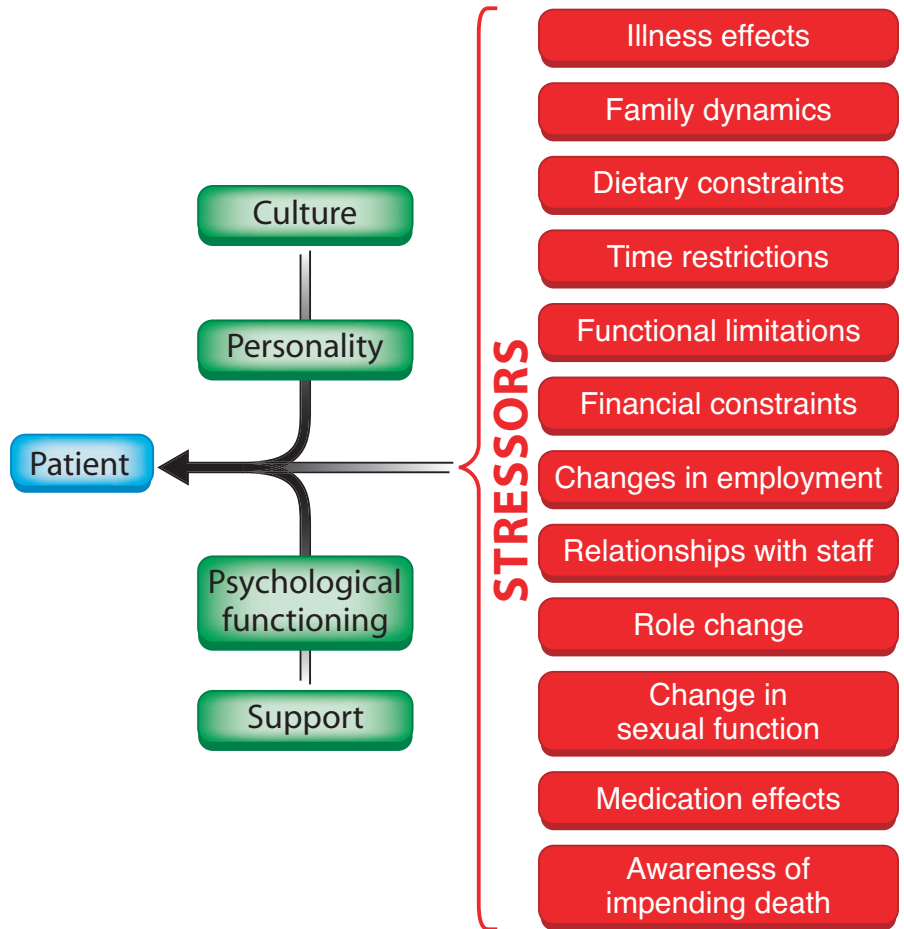 Culture
Personality
Patient
Psychological
functioning
Support
STRESSORS
Illness effects
Family dynamics
Dietary constraints
Time restrictions
Functional limitations
Financial constraints
Changes in employment
Relationships with staff
Role change
Change in
sexual function
Medication effects
Awareness of
impending death